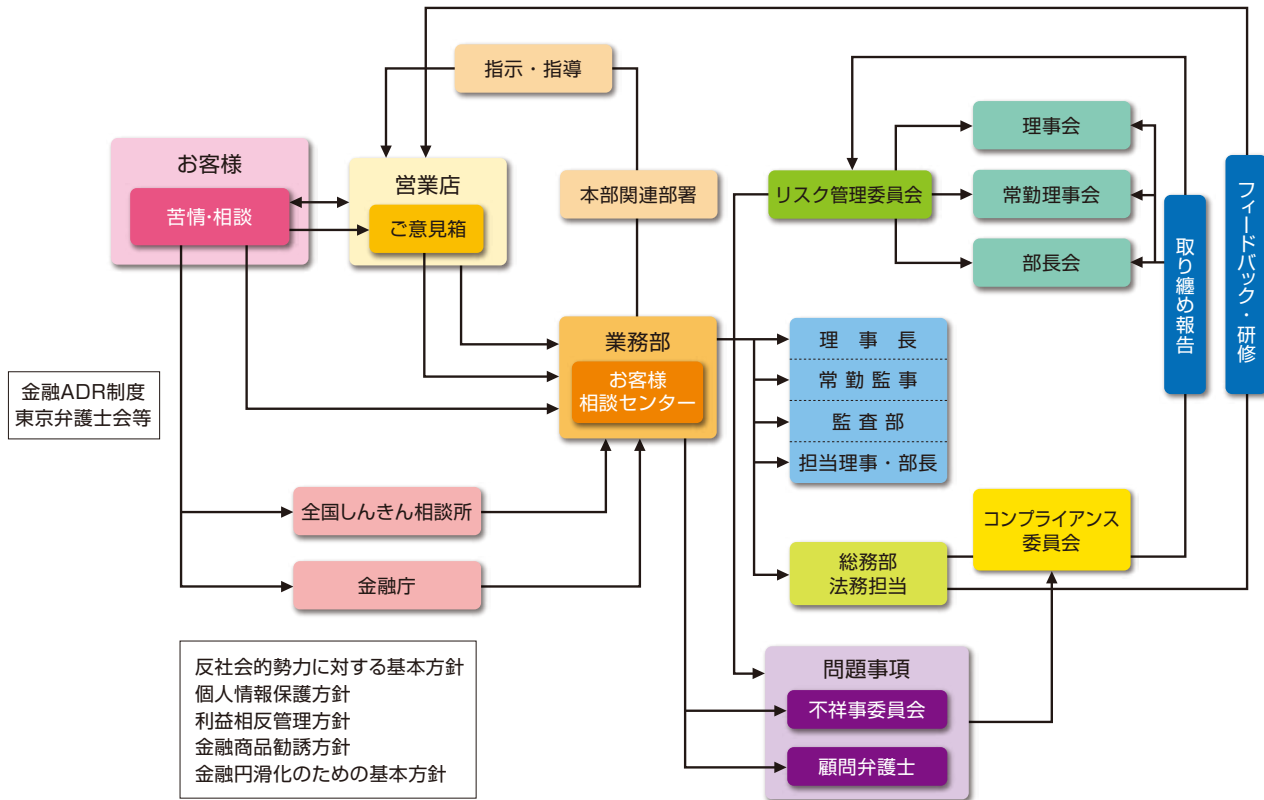 指示・指導
お客様
苦情・相談
営業店
ご意見箱
本部関連部署
リスク管理委員会
理事会
常勤理事会
部長会
取り纏め報告
フィードバック・研修
業務部
お客様
相談センター
理事長
常勤監事
監査部
担当理事・部長
金融ADR制度
東京弁護士会等
全国しんきん相談所
金融庁
コンプライアンス
委員会
総務部
法務担当
反社会的勢力に対する基本方針
個人情報保護方針
利益相反管理方針
金融商品勧誘方針
金融円滑化のための基本方針
問題事項
不祥事委員会
顧問弁護士